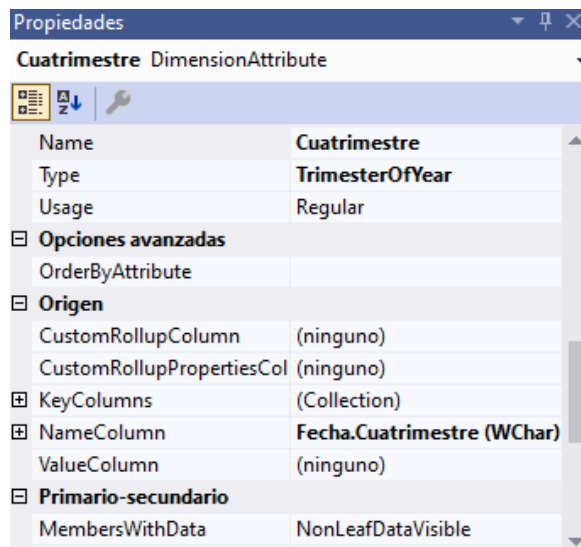 Propiedades
Cuatrimestre DimensionAttribute
Name Cuatrimestre
Type TrimesterOfYear
Usage Regular
Opciones avanzadas
OrderByAttribute
Origen
CustomRollupColumn (ninguno)
CustomRollupPropertiesCol (ninguno)
KeyColumns (Collection)
NameColumn Fecha.Cuatrimestre (WChar)
ValueColumn (ninguno)
Primario-secundario
MembersWithData NonLeafDataVisible